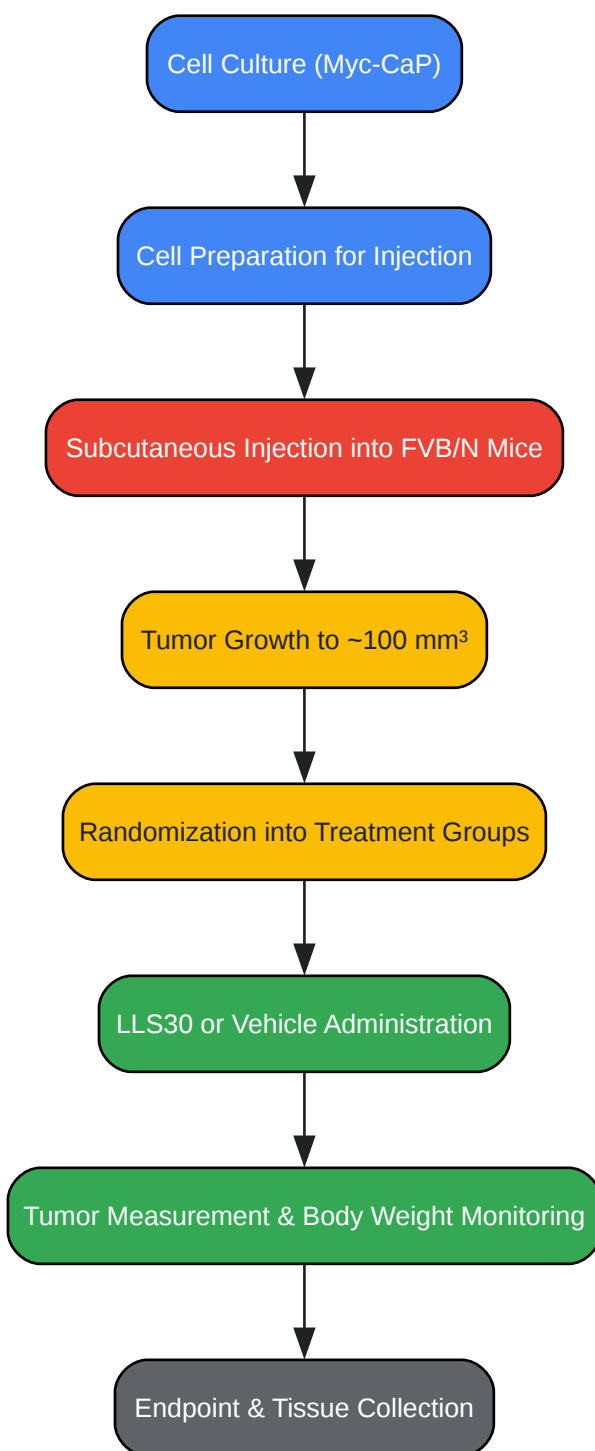 Cell Culture (Myc-CaP)
Cell Preparation for Injection
Subcutaneous Injection into FVB/N Mice
Tumor Growth to ~100 mm³
Randomization into Treatment Groups
LLS30 or Vehicle Administration
Tumor Measurement & Body Weight Monitoring
Endpoint & Tissue Collection